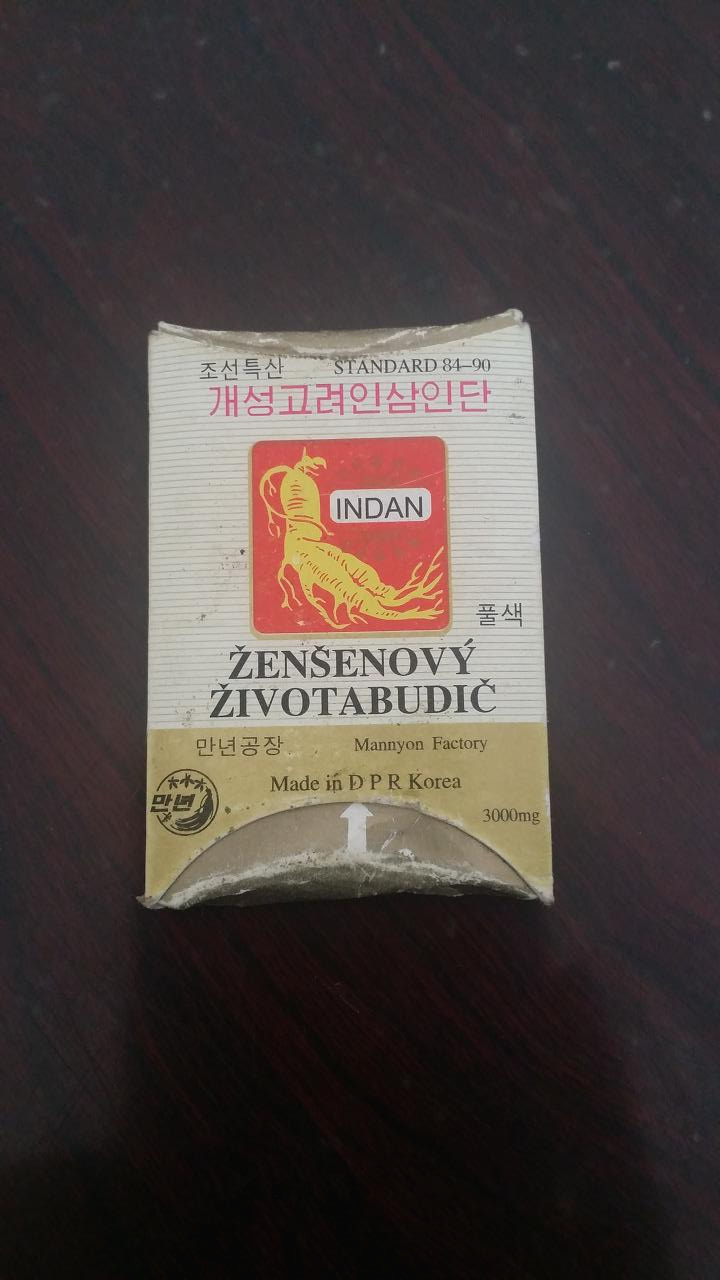 조선특산 STANDARD 84–90
개성고려인삼인단
INDAN
풀색
ŽENŠENOVÝ
ŽIVOTABUDIČ
만년공장 Mannyon Factory
Made in D P R Korea
만년
3000mg